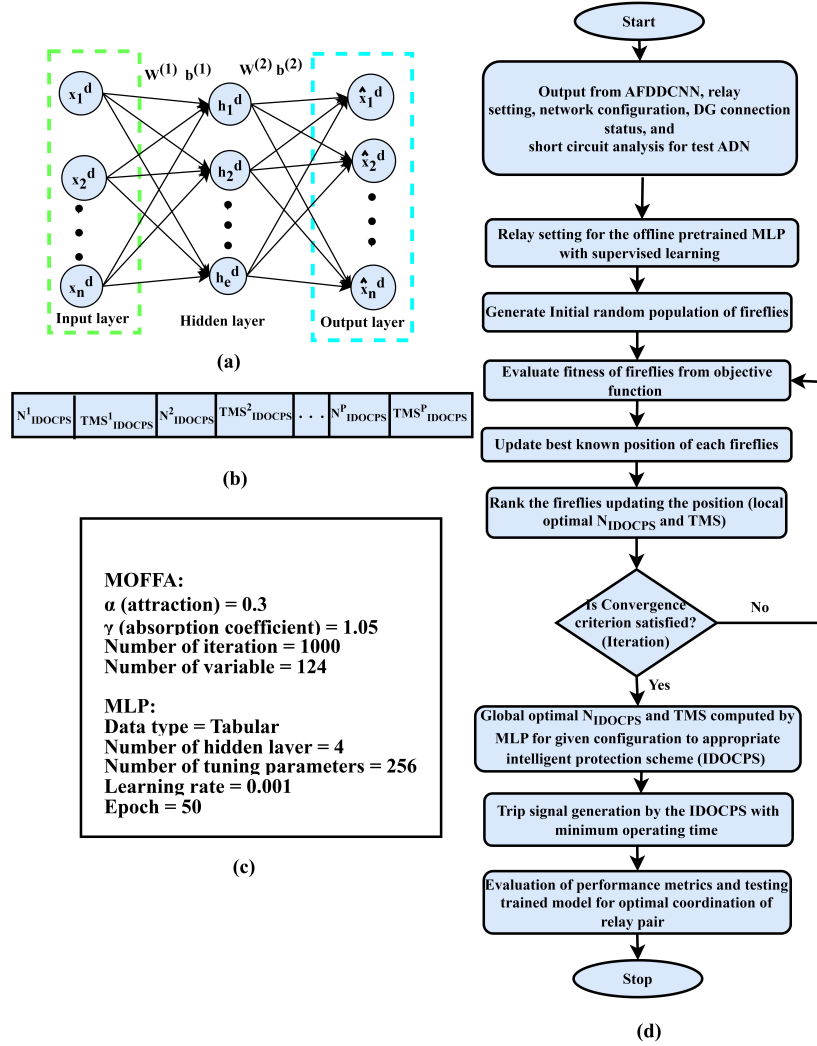 W(1) b(1) W(2) b(2)
x1d h1d x̂1d
x2d h2d x̂2d
xnd hed x̂nd
Input layer Hidden layer Output layer
(a)
N1IDOCPS TMS1IDOCPS N2IDOCPS TMS2IDOCPS . . . NPIDOCPS TMSPIDOCPS
(b)
MOFFA:
α (attraction) = 0.3
γ (absorption coefficient) = 1.05
Number of iteration = 1000
Number of variable = 124
MLP:
Data type = Tabular
Number of hidden layer = 4
Number of tuning parameters = 256
Learning rate = 0.001
Epoch = 50
(c)
Start
Output from AFDDCNN, relay
setting, network configuration, DG connection
status, and
short circuit analysis for test ADN
Relay setting for the offline pretrained MLP
with supervised learning
Generate Initial random population of fireflies
Evaluate fitness of fireflies from objective
function
Update best known position of each fireflies
Rank the fireflies updating the position (local
optimal NIDOCPS and TMS)
Is Convergence
criterion satisfied?
(Iteration)
No
Yes
Global optimal NIDOCPS and TMS computed by
MLP for given configuration to appropriate
intelligent protection scheme (IDOCPS)
Trip signal generation by the IDOCPS with
minimum operating time
Evaluation of performance metrics and testing
trained model for optimal coordination of
relay pair
Stop
(d)